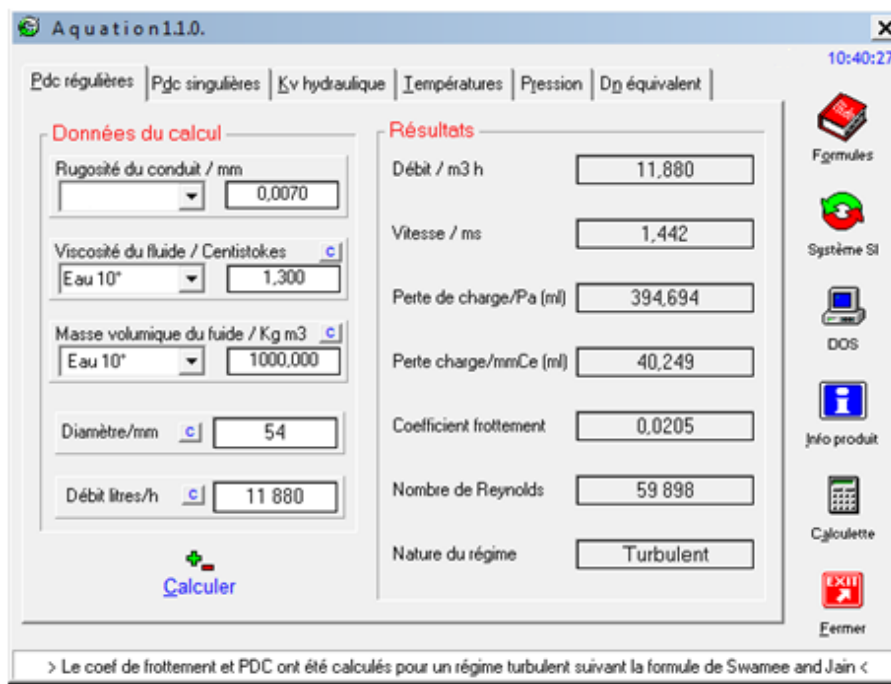 Aquation1.1.0.
10:40:27
Pdc régulières
Pdc singulières
Kv hydraulique
Températures
Pression
Dn équivalent
Données du calcul
Rugosité du conduit / mm
0,0070
Viscosité du fluide / Centistokes
C
Eau 10°
1,300
Masse volumique du fuide / Kg m3
C
Eau 10°
1000,000
Diamètre/mm
C
54
Débit litres/h
C
11 880
Calculer
Résultats
Débit / m3 h
11,880
Vitesse / ms
1,442
Perte de charge/Pa (ml)
394,694
Perte charge/mmCe (ml)
40,249
Coefficient frottement
0,0205
Nombre de Reynolds
59 898
Nature du régime
Turbulent
Formules
Système SI
DOS
Info produit
Calculette
EXIT
Fermer
> Le coef de frottement et PDC ont été calculés pour un régime turbulent suivant la formule de Swamee and Jain <